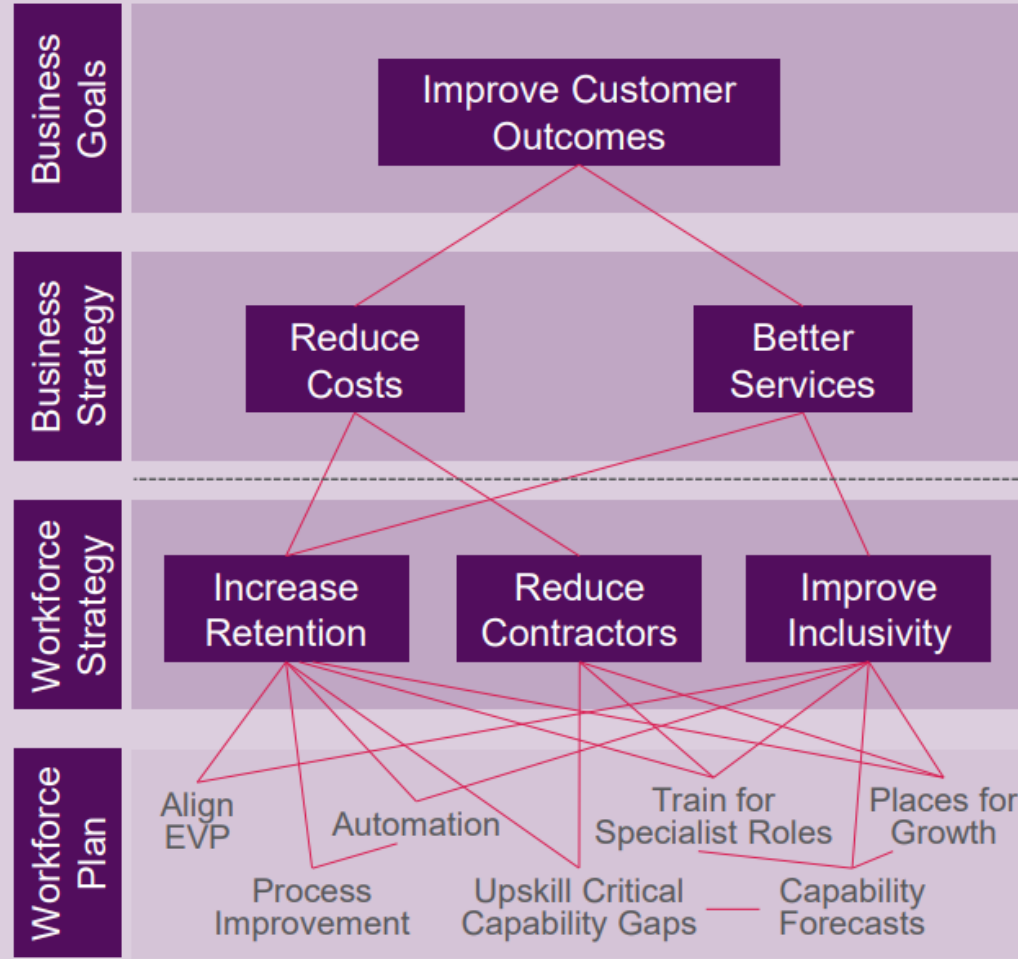 Business
Goals
Improve Customer
Outcomes
Business
Strategy
Reduce
Costs
Better
Services
Workforce
Strategy
Increase
Retention
Reduce
Contractors
Improve
Inclusivity
Workforce
Plan
Align
EVP
Automation
Train for
Specialist Roles
Places for
Growth
Process
Improvement
Upskill Critical
Capability Gaps
Capability
Forecasts